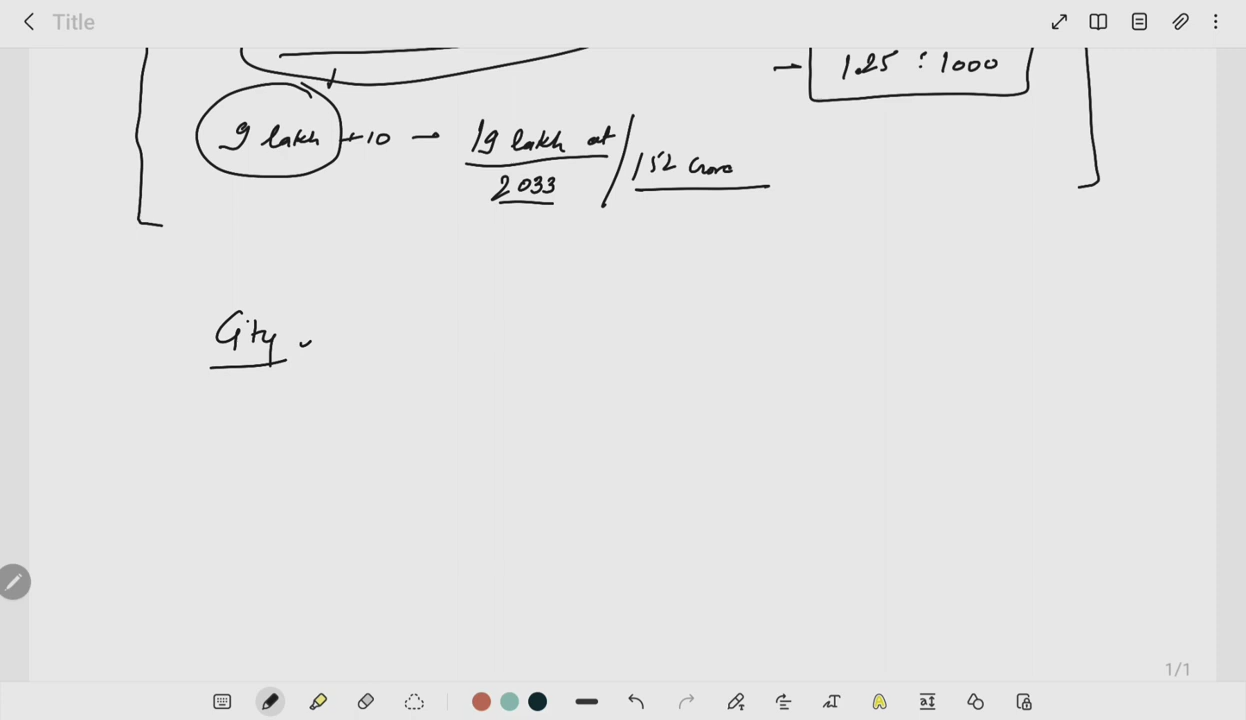 Title
1.25 : 1000
9 lakh + 10 → 19 lakh at 2033 / 152 Crore
City
1/1